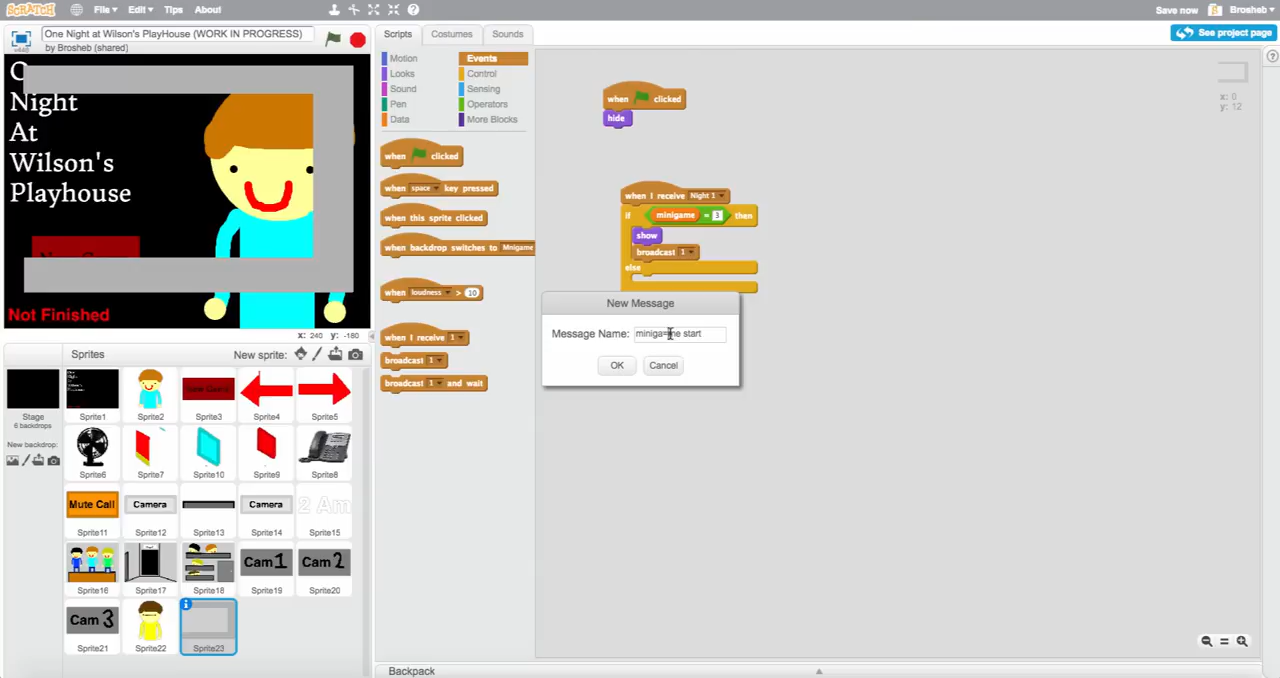 SCRATCH File Edit Tips About Save now Brosheb
One Night at Wilson's PlayHouse (WORK IN PROGRESS)
by Brosheb (shared)
See project page
Scripts Costumes Sounds
Night
At
Wilson's
Playhouse
Not Finished
x: 240 y: -180
Motion Events
Looks Control
Sound Sensing
Pen Operators
Data More Blocks
when clicked
when space key pressed
when this sprite clicked
when backdrop switches to Mnigame
when loudness > 10
when I receive 1
broadcast 1
broadcast 1 and wait
when clicked
hide
x: 0
y: 12
when I receive Night 1
if minigame = 3 then
show
broadcast 1
else
New Message
Message Name: minigame start
OK Cancel
Sprites New sprite:
Stage
6 backdrops
New backdrop:
Sprite1 Sprite2 Sprite3 Sprite4 Sprite5
Sprite6 Sprite7 Sprite10 Sprite9 Sprite8
Mute Call Camera Camera 2 Am
Sprite11 Sprite12 Sprite13 Sprite14 Sprite15
Cam 1 Cam 2
Sprite16 Sprite17 Sprite18 Sprite19 Sprite20
Cam 3
Sprite21 Sprite22 Sprite23
Backpack